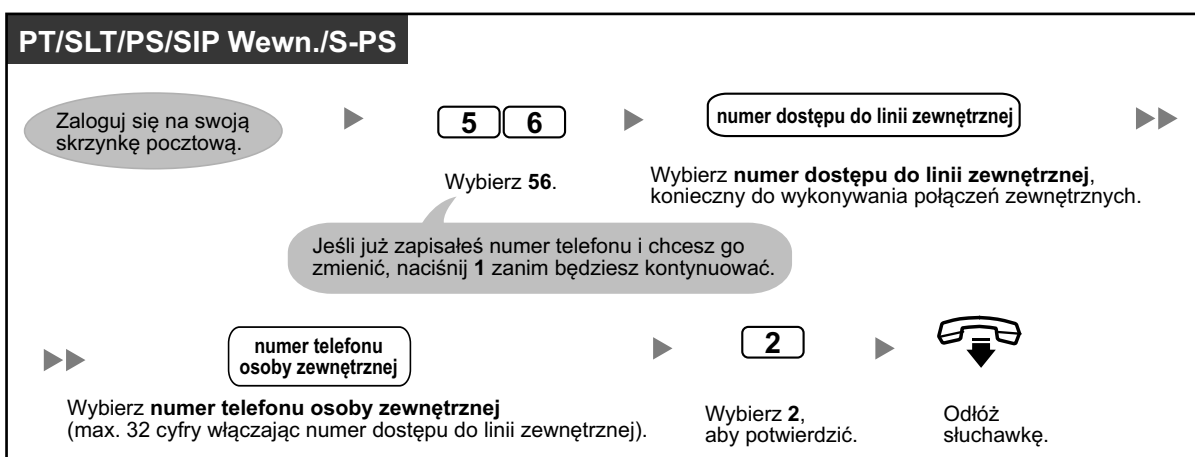 PT/SLT/PS/SIP Wewn./S-PS
Zaloguj się na swoją
skrzynkę pocztową.
5 6
Wybierz 56.
numer dostępu do linii zewnętrznej
Wybierz numer dostępu do linii zewnętrznej,
konieczny do wykonywania połączeń zewnętrznych.
Jeśli już zapisałeś numer telefonu i chcesz go
zmienić, naciśnij 1 zanim będziesz kontynuować.
numer telefonu
osoby zewnętrznej
Wybierz numer telefonu osoby zewnętrznej
(max. 32 cyfry włączając numer dostępu do linii zewnętrznej).
2
Wybierz 2,
aby potwierdzić.
Odłóż
słuchawkę.